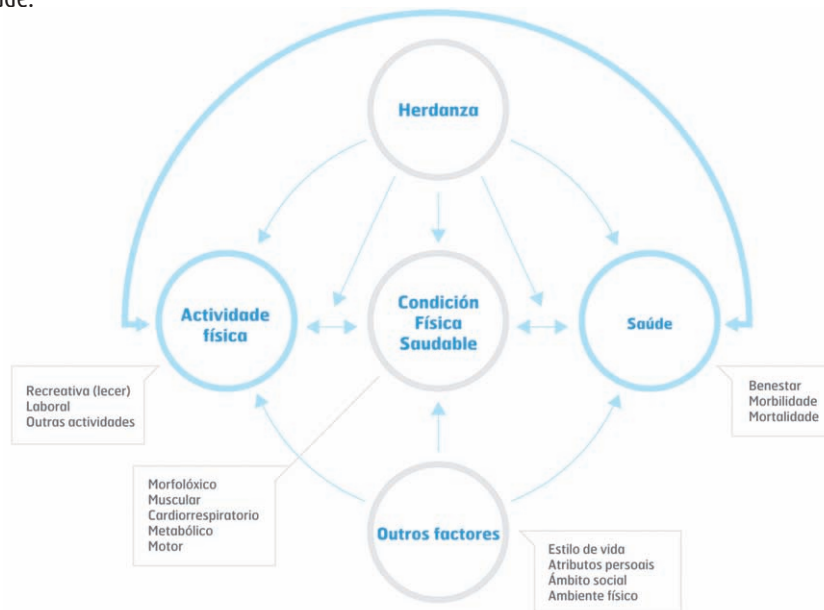 Herdanza
Actividade
física
Condición
Física
Saudable
Saúde
Recreativa (lecer)
Laboral
Outras actividades
Benestar
Morbilidade
Mortalidade
Morfolóxico
Muscular
Cardiorrespiratorio
Metabólico
Motor
Outros factores
Estilo de vida
Atributos persoais
Ámbito social
Ambiente físico